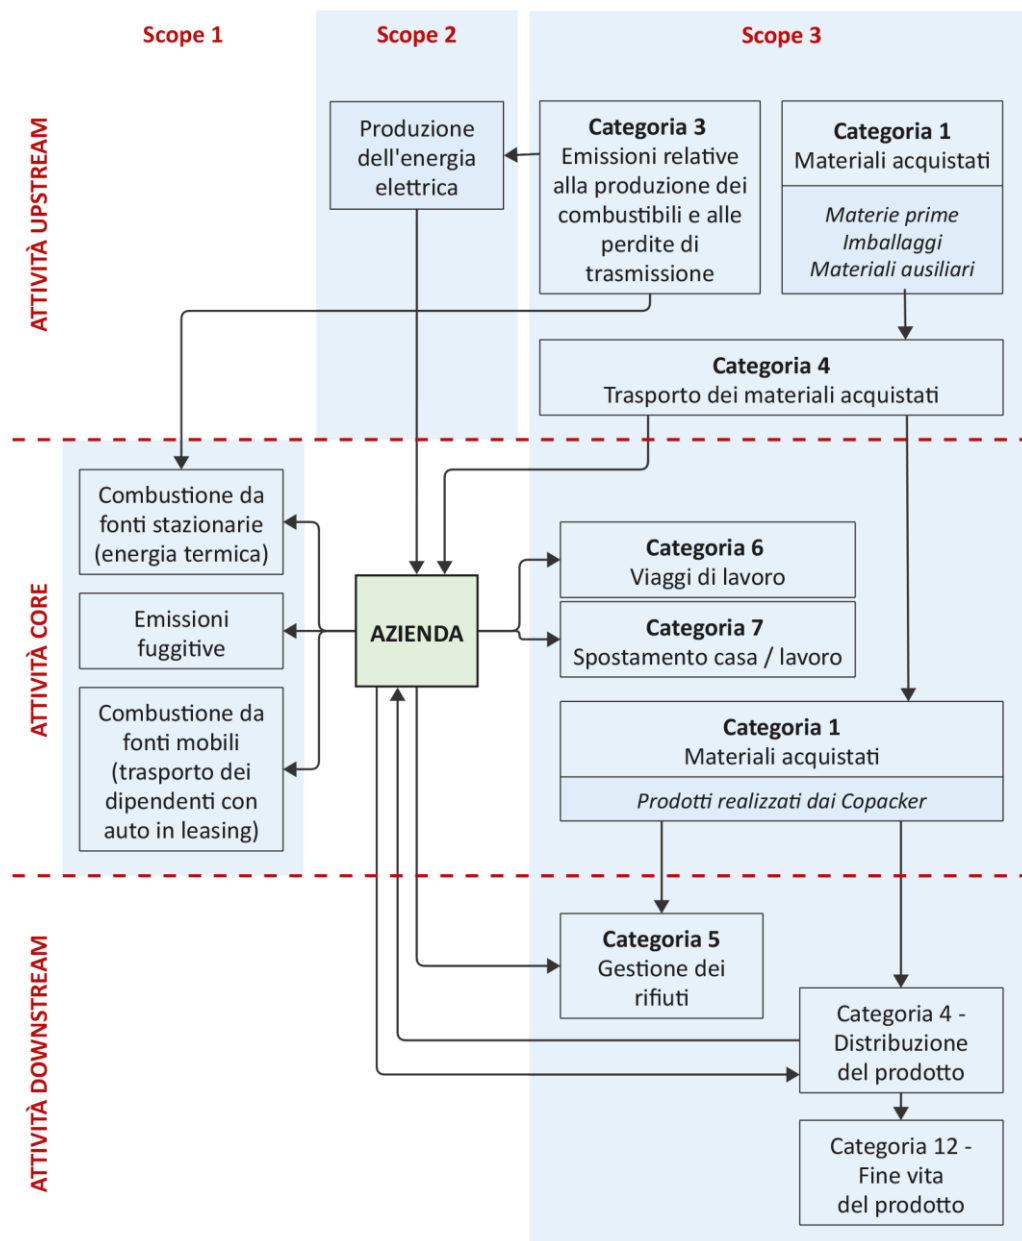 Scope 1
Scope 2
Scope 3
ATTIVITÀ UPSTREAM
Produzione
dell'energia
elettrica
Categoria 3
Emissioni relative
alla produzione dei
combustibili e alle
perdite di
trasmissione
Categoria 1
Materiali acquistati
Materie prime
Imballaggi
Materiali ausiliari
Categoria 4
Trasporto dei materiali acquistati
ATTIVITÀ CORE
Combustione da
fonti stazionarie
(energia termica)
Emissioni
fuggitive
Combustione da
fonti mobili
(trasporto dei
dipendenti con
auto in leasing)
AZIENDA
Categoria 6
Viaggi di lavoro
Categoria 7
Spostamento casa / lavoro
Categoria 1
Materiali acquistati
Prodotti realizzati dai Copacker
ATTIVITÀ DOWNSTREAM
Categoria 5
Gestione dei
rifiuti
Categoria 4 -
Distribuzione
del prodotto
Categoria 12 -
Fine vita
del prodotto